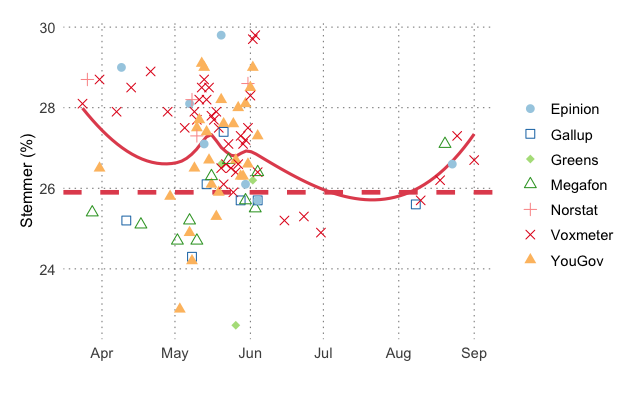 30
28
26
24
Stemmer (%)
Apr May Jun Jul Aug Sep
Epinion
Gallup
Greens
Megafon
Norstat
Voxmeter
YouGov